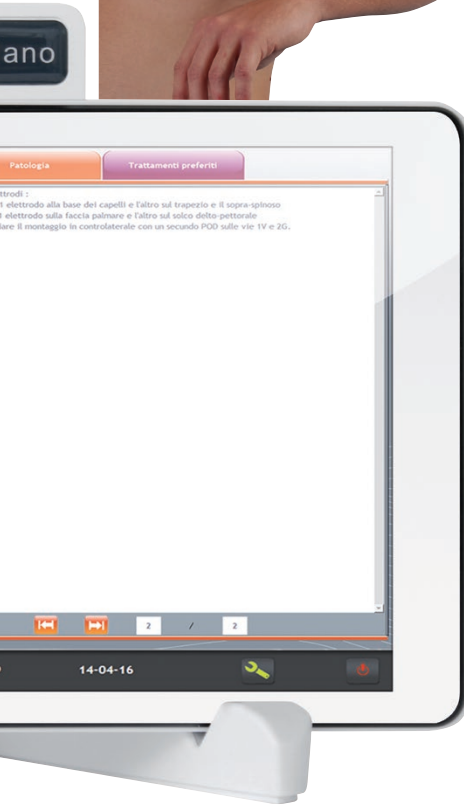 ano
Patologia
Trattamenti preferiti
ttrodi :
1 elettrodo alla base dei capelli e l'altro sul trapezio e il sopra-spinoso
1 elettrodo sulla faccia palmare e l'altro sul solco delto-pettorale
lare il montaggio in controlaterale con un secundo POD sulle vie 1V e 2G.
2 / 2
14-04-16